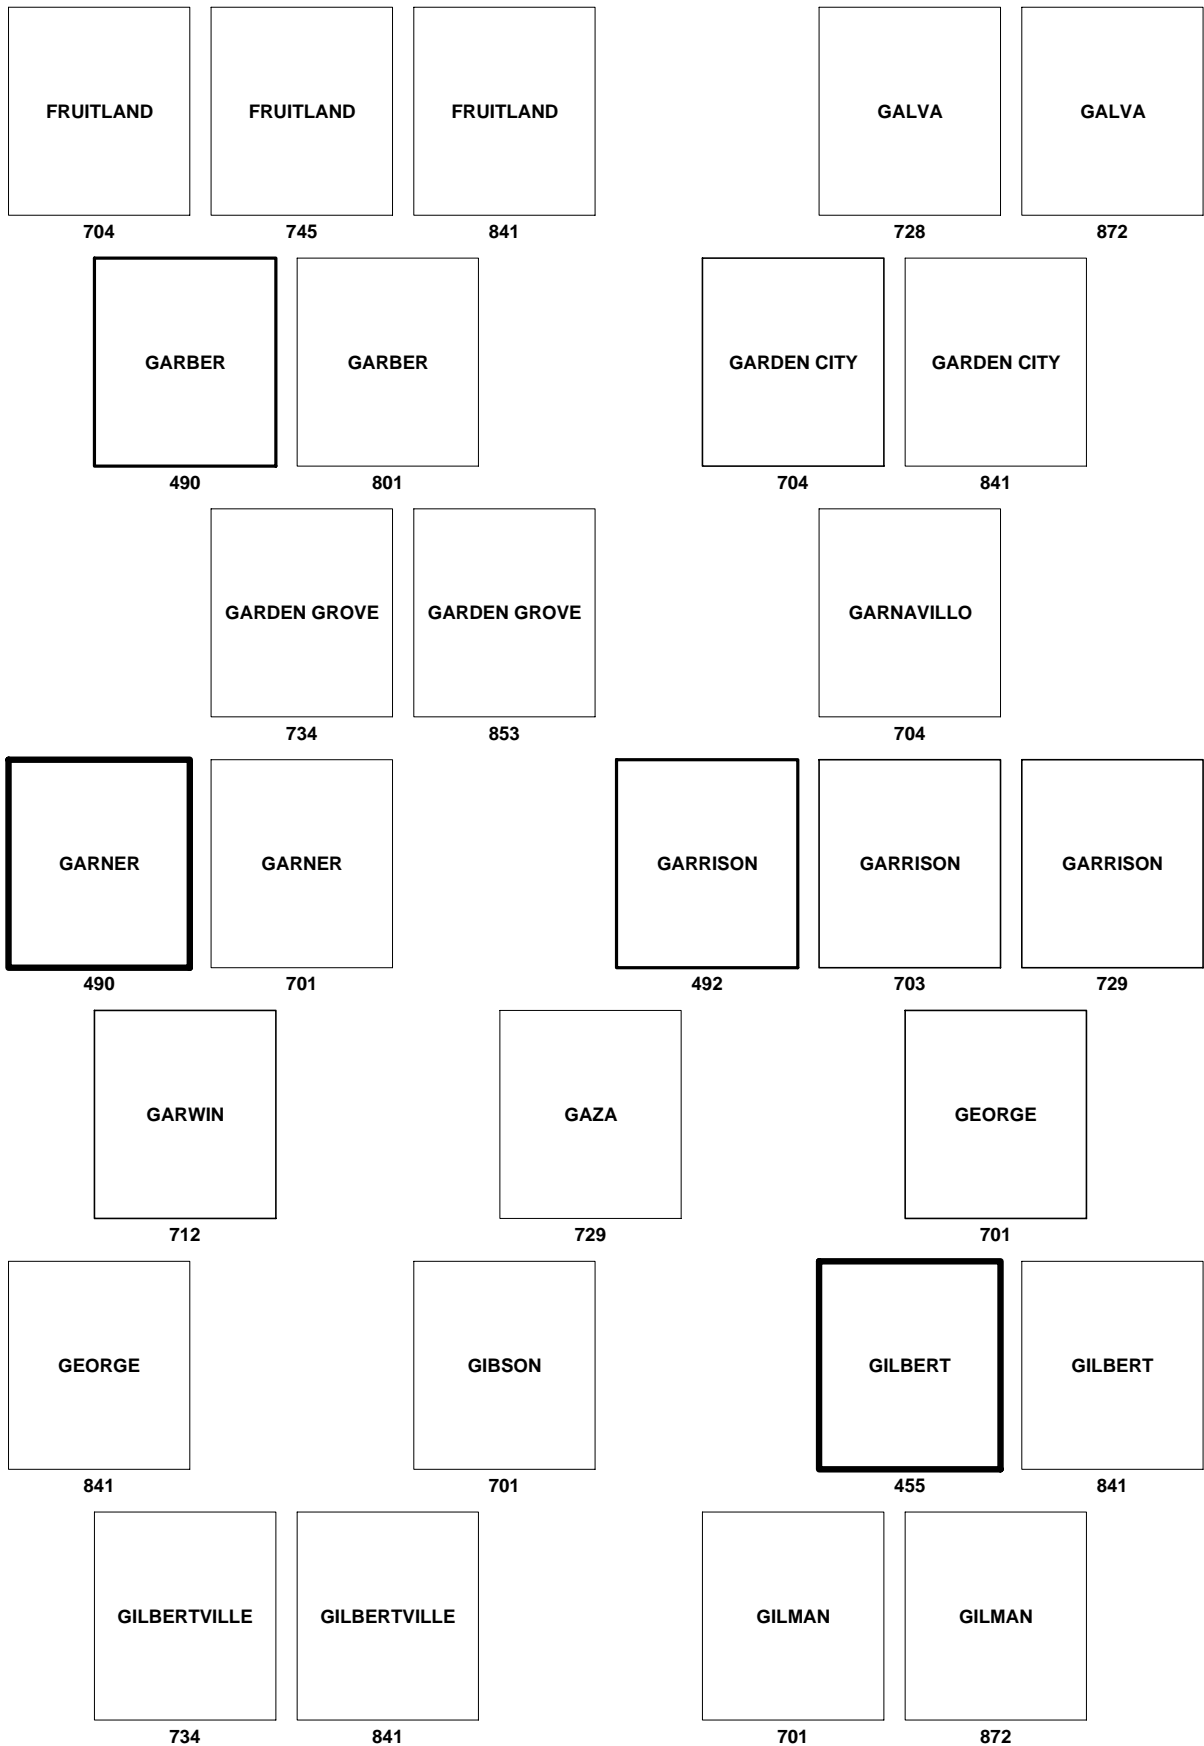 FRUITLAND FRUITLAND FRUITLAND GALVA GALVA
704 745 841 728 872
GARBER GARBER GARDEN CITY GARDEN CITY
490 801 704 841
GARDEN GROVE GARDEN GROVE GARNAVILLO
734 853 704
GARNER GARNER GARRISON GARRISON GARRISON
490 701 492 703 729
GARWIN GAZA GEORGE
712 729 701
GEORGE GIBSON GILBERT GILBERT
841 701 455 841
GILBERTVILLE GILBERTVILLE GILMAN GILMAN
734 841 701 872